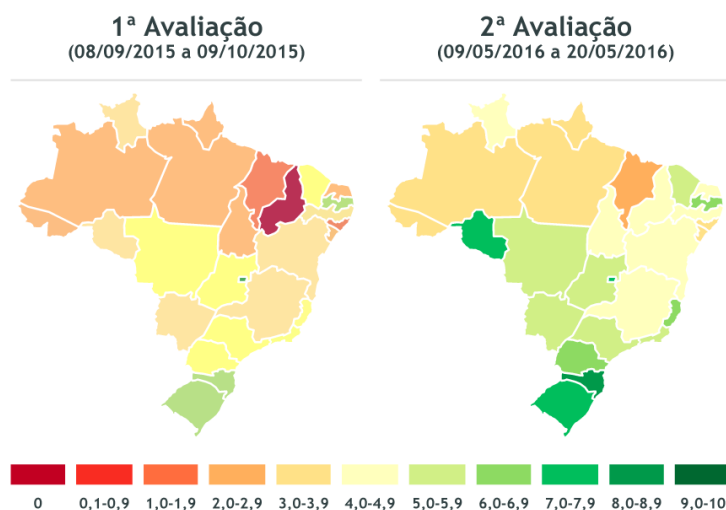 1ª Avaliação
(08/09/2015 a 09/10/2015)
2ª Avaliação
(09/05/2016 a 20/05/2016)
0 0,1-0,9 1,0-1,9 2,0-2,9 3,0-3,9 4,0-4,9 5,0-5,9 6,0-6,9 7,0-7,9 8,0-8,9 9,0-10